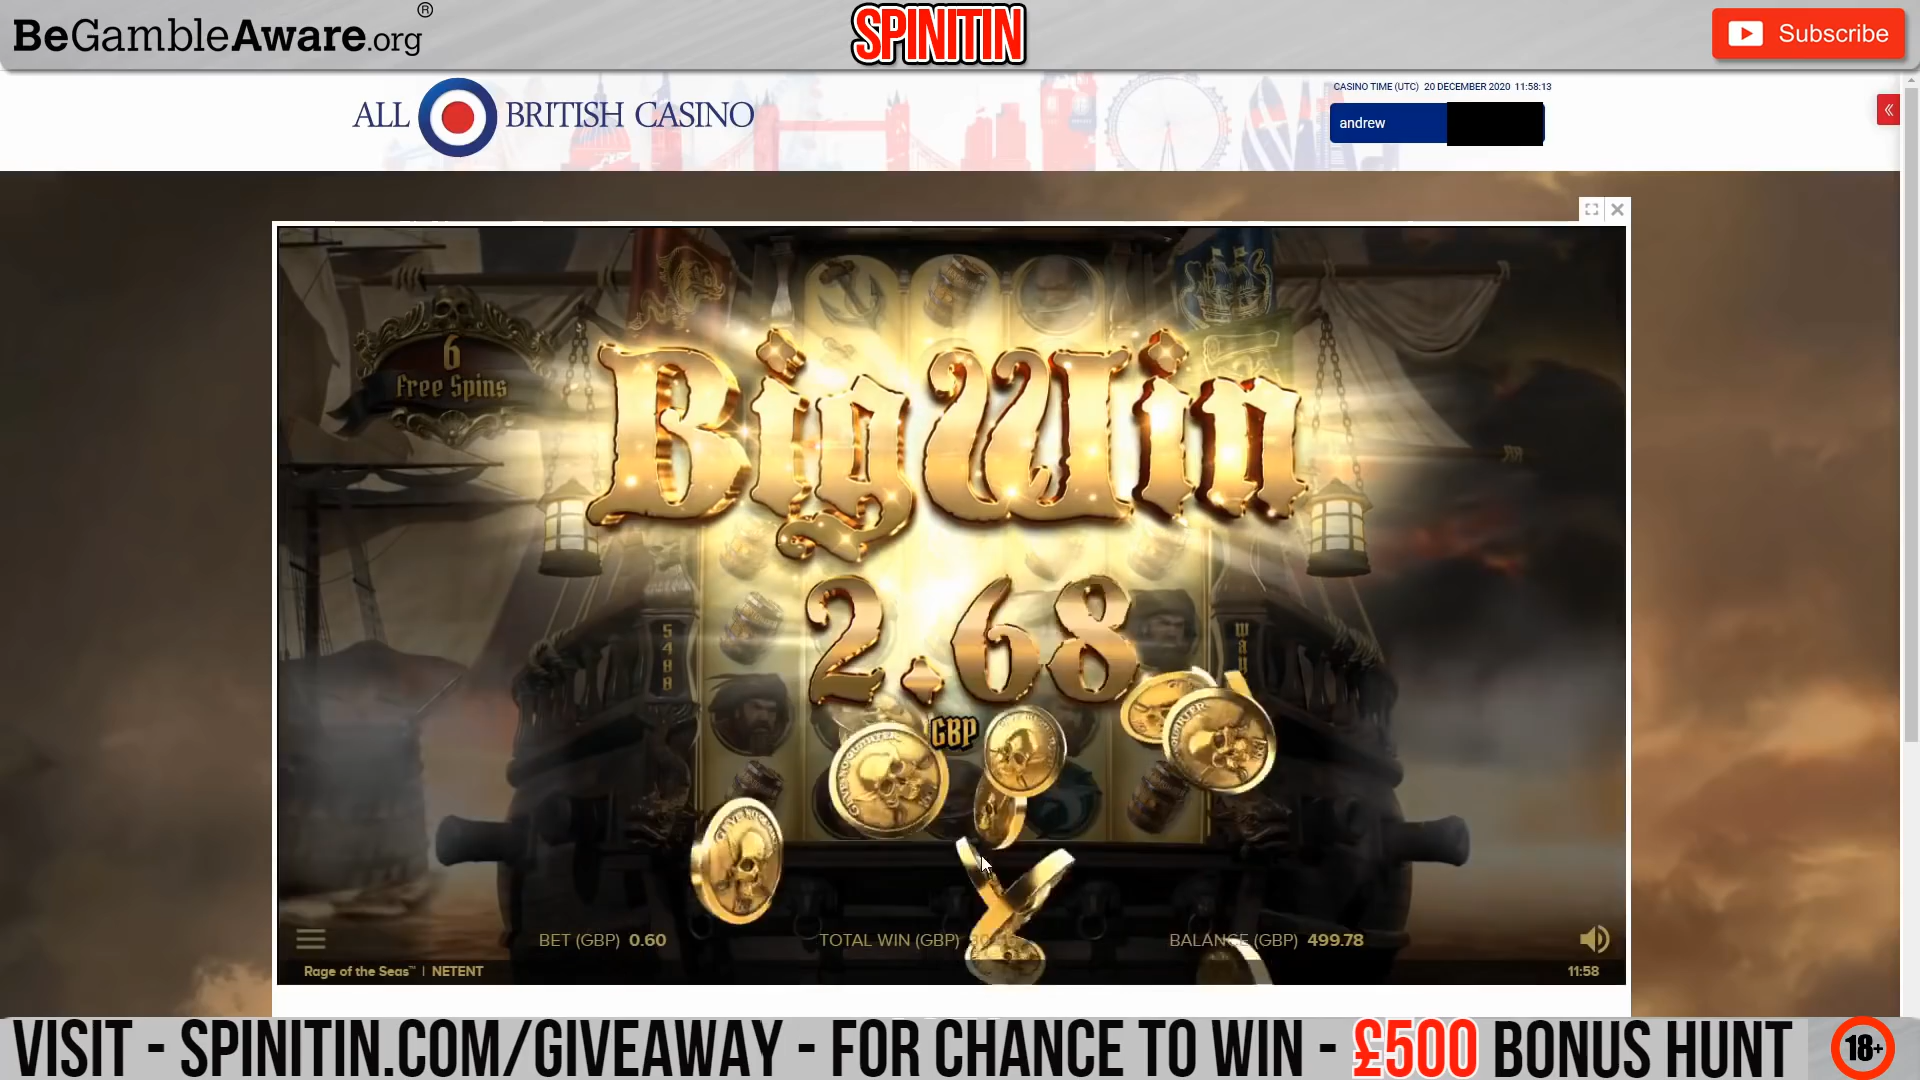 BeGambleAware.org®
SPINITIN
Subscribe
ALL BRITISH CASINO
CASINO TIME (UTC) 20 DECEMBER 2020 11:58:13
andrew
6
Free Spins
Big Win
2.68
GBP
BET (GBP) 0.60
TOTAL WIN (GBP)
BALANCE (GBP) 499.78
Rage of the Seas™ | NETENT
11:58
VISIT - SPINITIN.COM/GIVEAWAY - FOR CHANCE TO WIN - £500 BONUS HUNT
18+